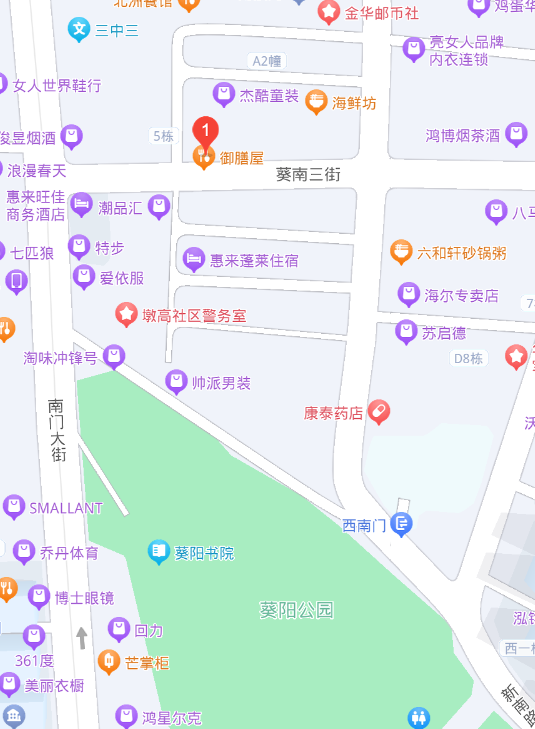 北洲餐馆
金华邮币社
三中三
亮女人品牌
内衣连锁
A2幢
女人世界鞋行
杰酷童装
海鲜坊
俊昱烟酒
5栋
1
鸿博烟茶酒
御膳屋
浪漫春天
葵南三街
惠来旺佳
商务酒店
潮品汇
八马
七匹狼
特步
六和轩砂锅粥
惠来蓬莱住宿
爱依服
海尔专卖店
墩高社区警务室
苏启德
淘味冲锋号
D8栋
帅派男装
南门大街
康泰药店
SMALLANT
西南门
乔丹体育
葵阳书院
博士眼镜
葵阳公园
回力
361度
芒掌柜
美丽衣橱
新南路
鸿星尔克